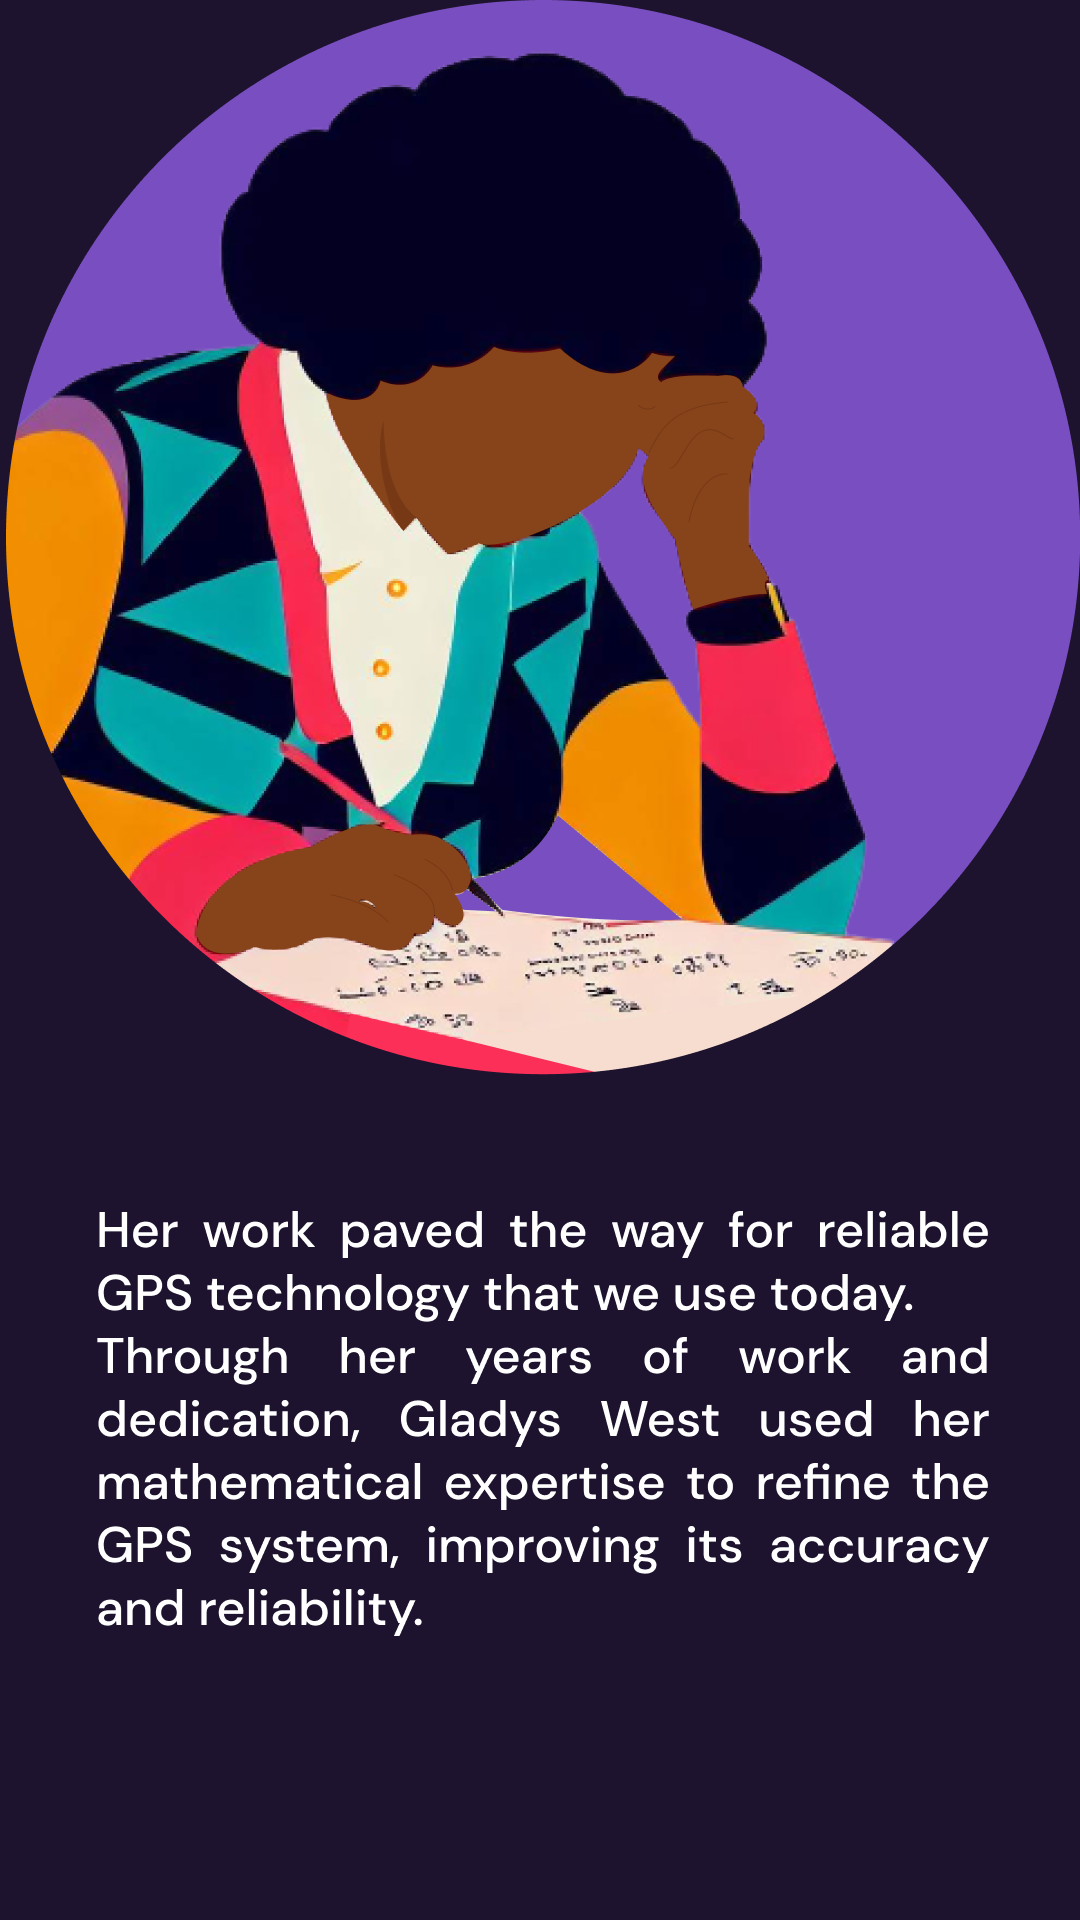 Her work paved the way for reliable
GPS technology that we use today.
Through her years of work and
dedication, Gladys West used her
mathematical expertise to refine the
GPS system, improving its accuracy
and reliability.